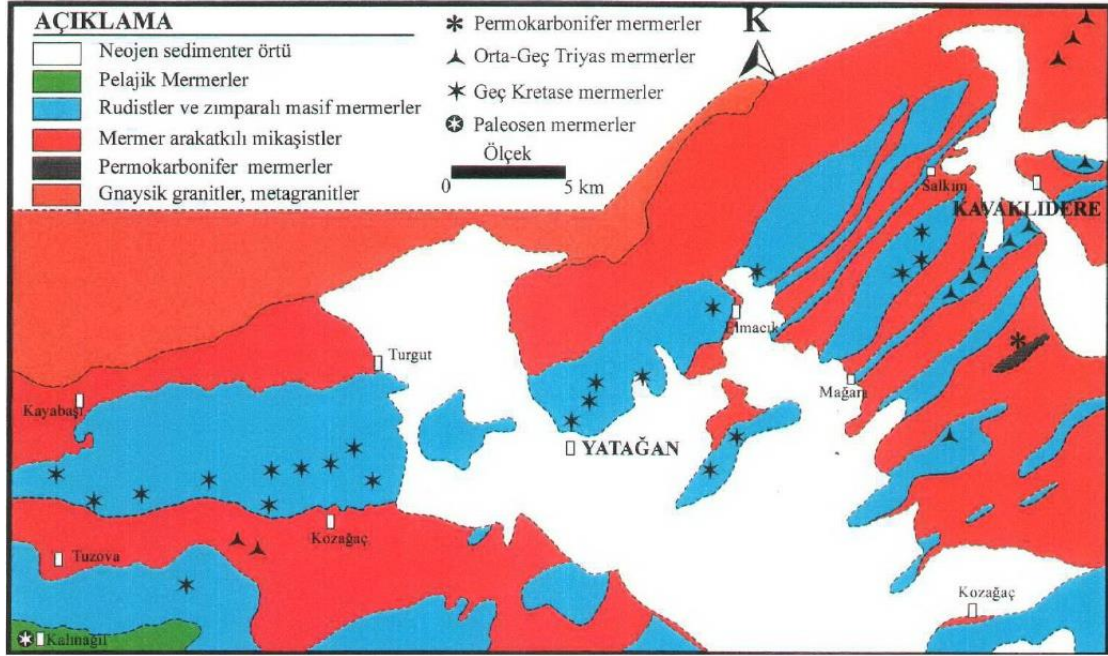 AÇIKLAMA
Neojen sedimenter örtü
Pelajik Mermerler
Rudistler ve zımparalı masif mermerler
Mermer arakatkılı mikaşistler
Permokarbonifer mermerler
Gnaysik granitler, metagranitler
Permokarbonifer mermerler
Orta-Geç Triyas mermerler
Geç Kretase mermerler
Paleosen mermerler
Ölçek
0 5 km
K
Salkım
KAVAKLIDERE
Elmacık
Turgut
Mağara
Kayabaşı
YATAĞAN
Kozağaç
Tuzova
Kozağaç
Kalınağıl